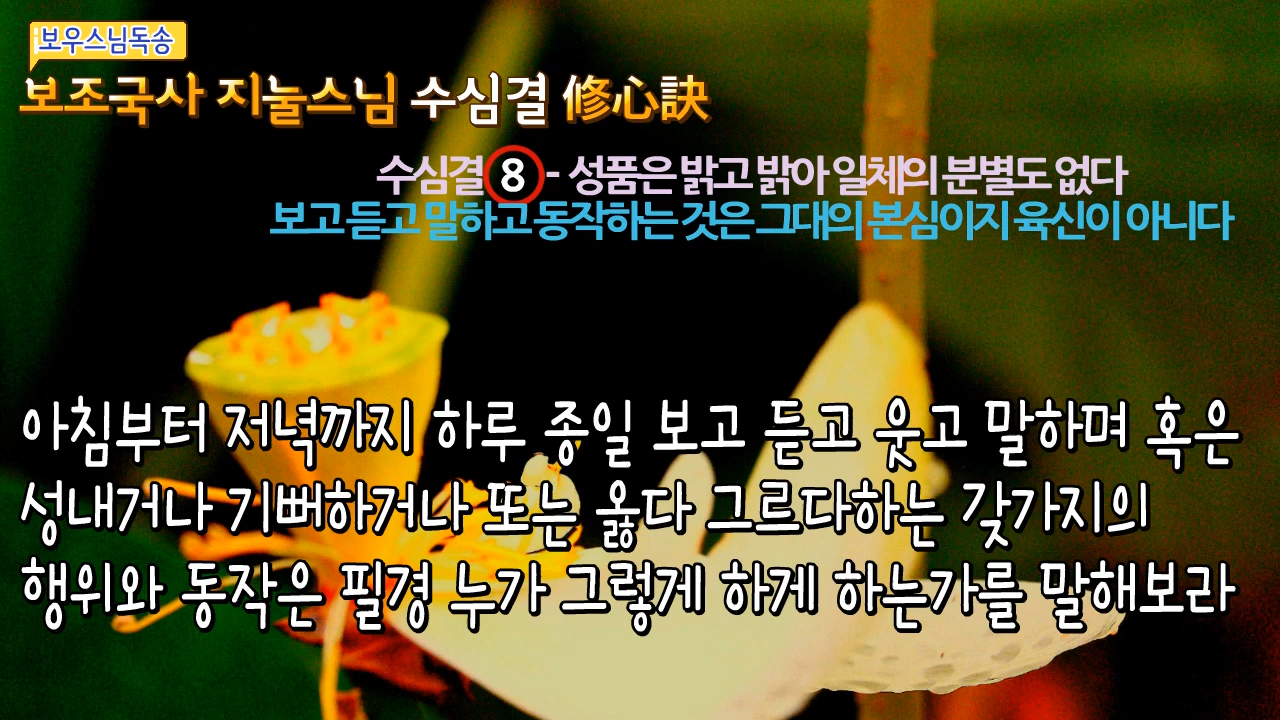 보우스님독송
보조국사 지눌스님 수심결 修心訣
수심결 8 - 성품은 밝고 밝아 일체의 분별도 없다
보고 듣고 말하고 동작하는 것은 그대의 본심이지 육신이 아니다
아침부터 저녁까지 하루 종일 보고 듣고 웃고 말하며 혹은
성내거나 기뻐하거나 또는 옳다 그르다하는 갖가지의
행위와 동작은 필경 누가 그렇게 하게 하는가를 말해보라